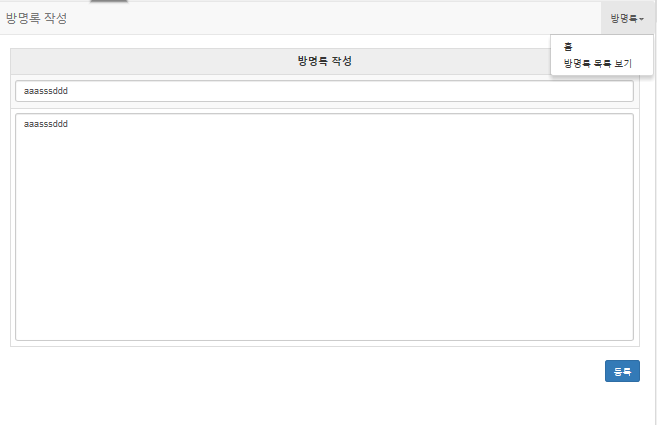 방명록 작성
방명록
홈
방명록 목록 보기
방명록 작성
aaasssddd
aaasssddd
등록